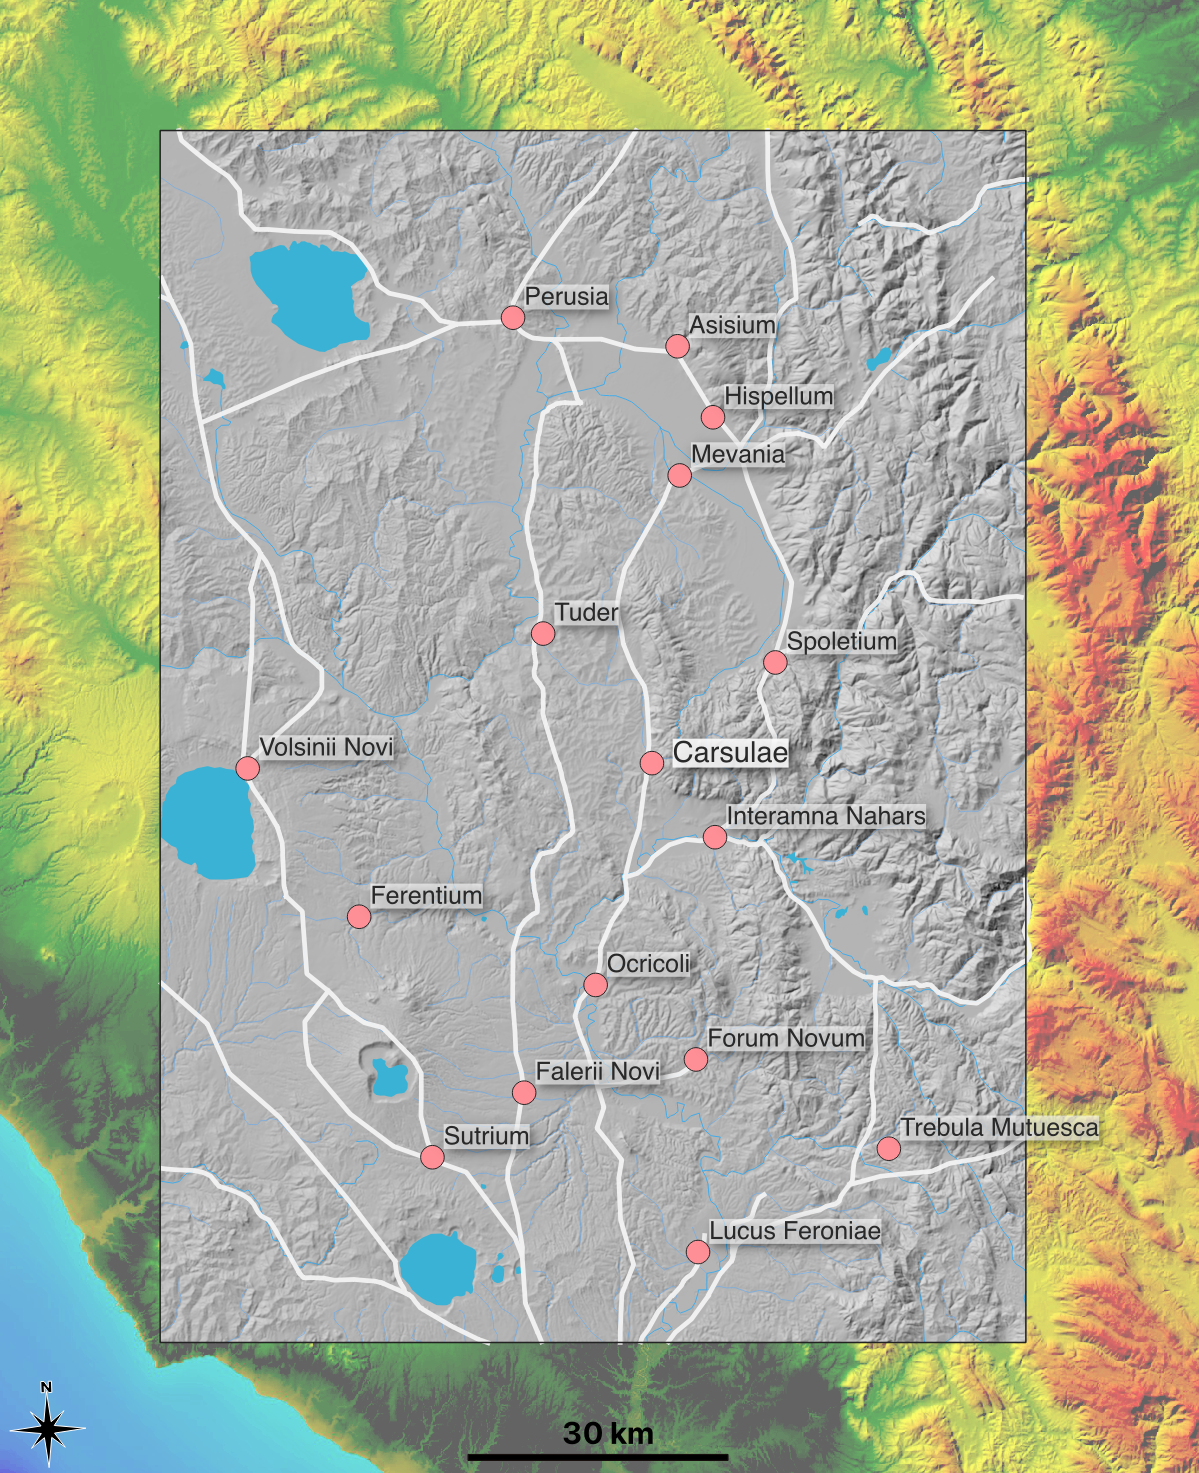 Perusia
Asisium
Hispellum
Mevania
Tuder
Spoletium
Volsinii Novi
Carsulae
Interamna Nahars
Ferentium
Ocricoli
Forum Novum
Falerii Novi
Trebula Mutuesca
Sutrium
Lucus Feroniae
N
30 km